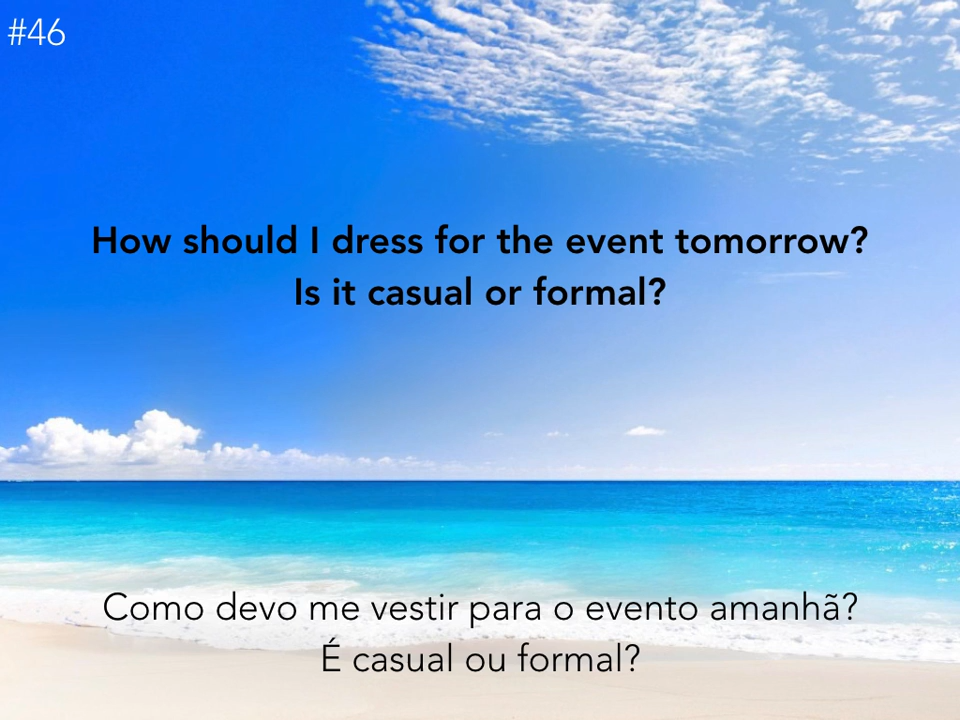 #46
How should I dress for the event tomorrow?
Is it casual or formal?
Como devo me vestir para o evento amanhã?
É casual ou formal?